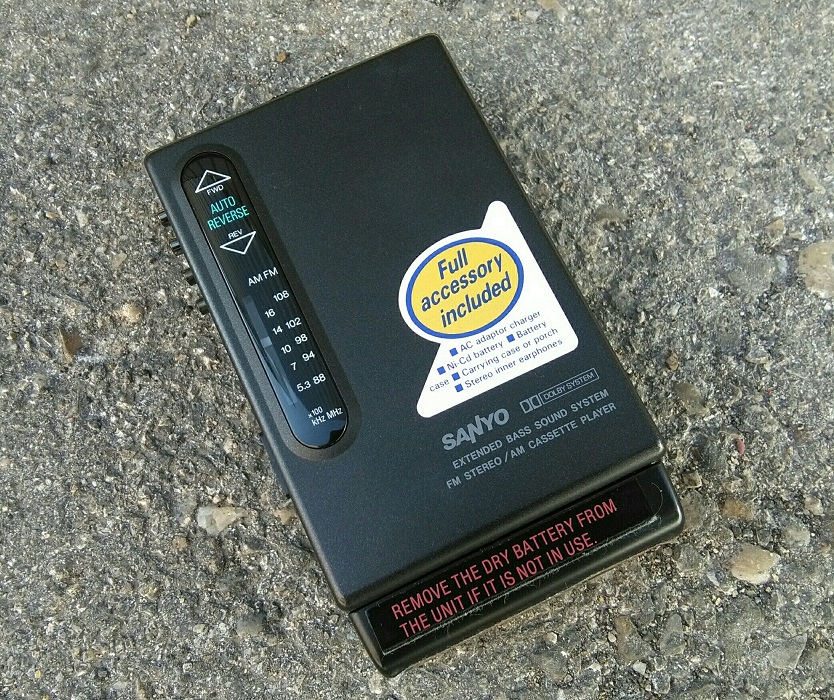 FWD
AUTO
REVERSE
REV
AM FM
108
16
14 102
10 98
7 94
5.3 88
x100
kHz MHz
Full
accessory
included
■ AC adaptor charger
■ Ni-Cd battery ■ Battery
case ■ Carrying case or porch
■ Stereo inner earphones
SANYO DOLBY SYSTEM
EXTENDED BASS SOUND SYSTEM
FM STEREO / AM CASSETTE PLAYER
REMOVE THE DRY BATTERY FROM
THE UNIT IF IT IS NOT IN USE.